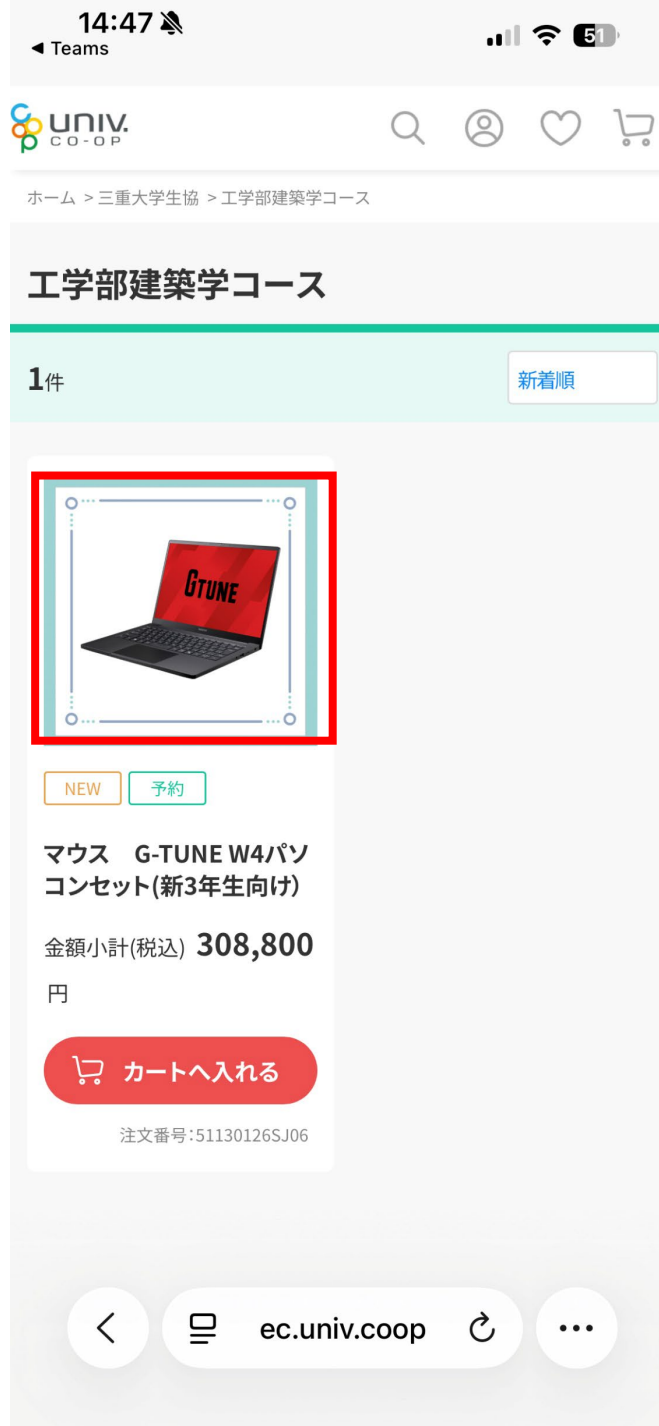 14:47
◀ Teams
51
UNIV.
CO-OP
ホーム > 三重大学生協 > 工学部建築学コース
工学部建築学コース
1件
新着順
GTUNE
NEW
予約
マウス　G-TUNE W4パソ
コンセット(新3年生向け）
金額小計(税込) 308,800
円
カートへ入れる
注文番号：51130126SJ06
ec.univ.coop